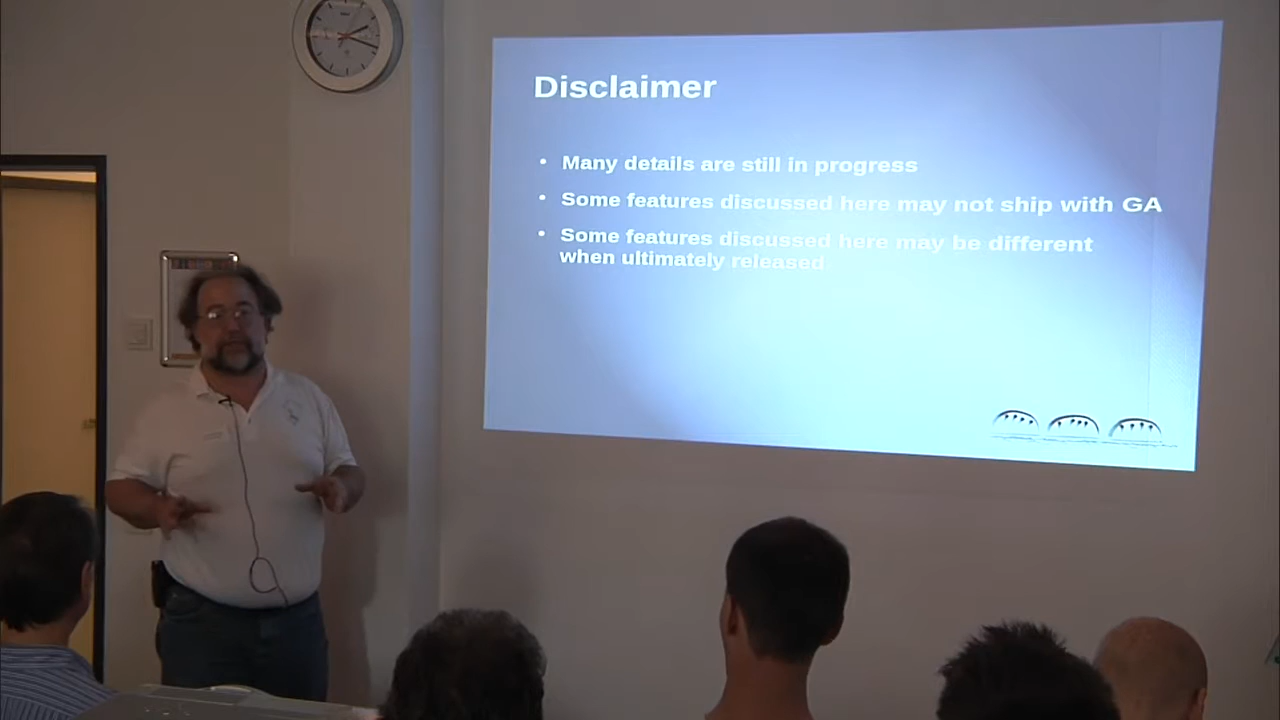 Disclaimer
• Many details are still in progress
• Some features discussed here may not ship with GA
• Some features discussed here may be different
when ultimately released